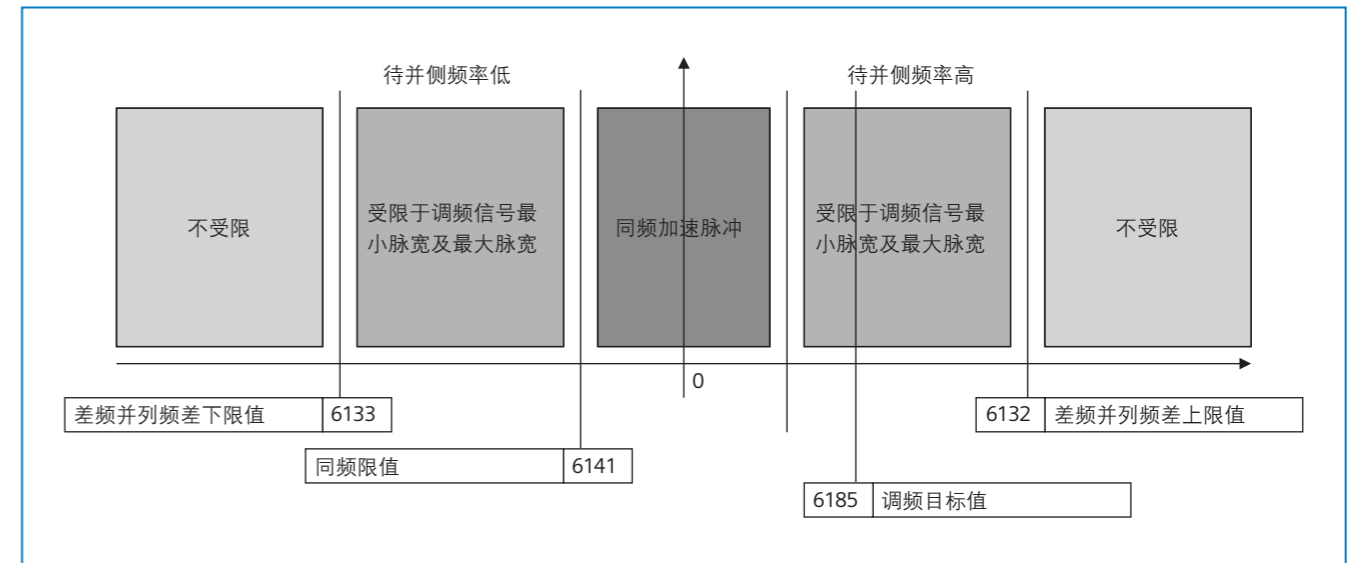 待并侧频率低
待并侧频率高
不受限
受限于调频信号最
小脉宽及最大脉宽
同频加速脉冲
受限于调频信号最
小脉宽及最大脉宽
不受限
0
差频并列频差下限值 6133
6132 差频并列频差上限值
同频限值 6141
6185 调频目标值